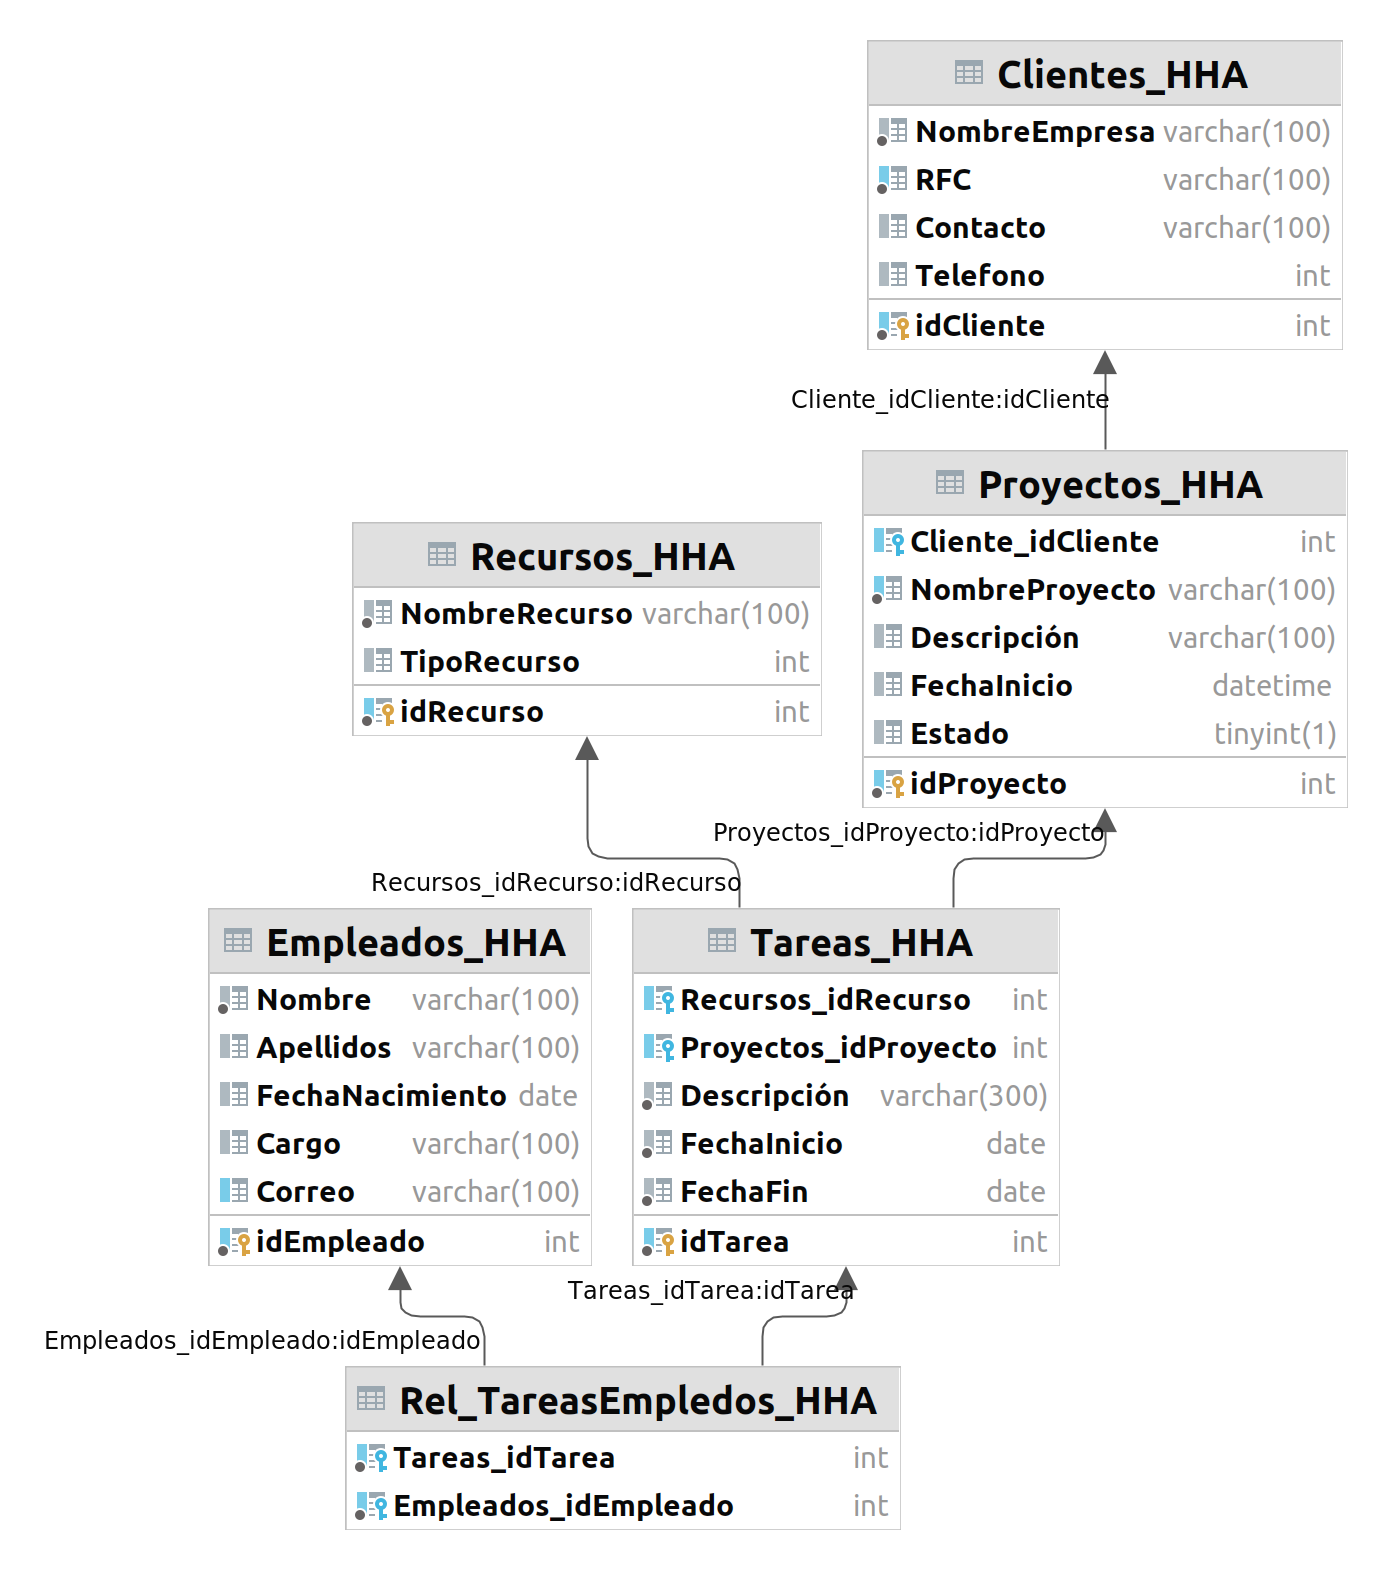 Clientes_HHA
NombreEmpresa varchar(100)
RFC varchar(100)
Contacto varchar(100)
Telefono int
idCliente int
Cliente_idCliente:idCliente
Proyectos_HHA
Cliente_idCliente int
NombreProyecto varchar(100)
Descripción varchar(100)
FechaInicio datetime
Estado tinyint(1)
idProyecto int
Recursos_HHA
NombreRecurso varchar(100)
TipoRecurso int
idRecurso int
Proyectos_idProyecto:idProyecto
Recursos_idRecurso:idRecurso
Empleados_HHA
Nombre varchar(100)
Apellidos varchar(100)
FechaNacimiento date
Cargo varchar(100)
Correo varchar(100)
idEmpleado int
Tareas_HHA
Recursos_idRecurso int
Proyectos_idProyecto int
Descripción varchar(300)
FechaInicio date
FechaFin date
idTarea int
Tareas_idTarea:idTarea
Empleados_idEmpleado:idEmpleado
Rel_TareasEmpledos_HHA
Tareas_idTarea int
Empleados_idEmpleado int